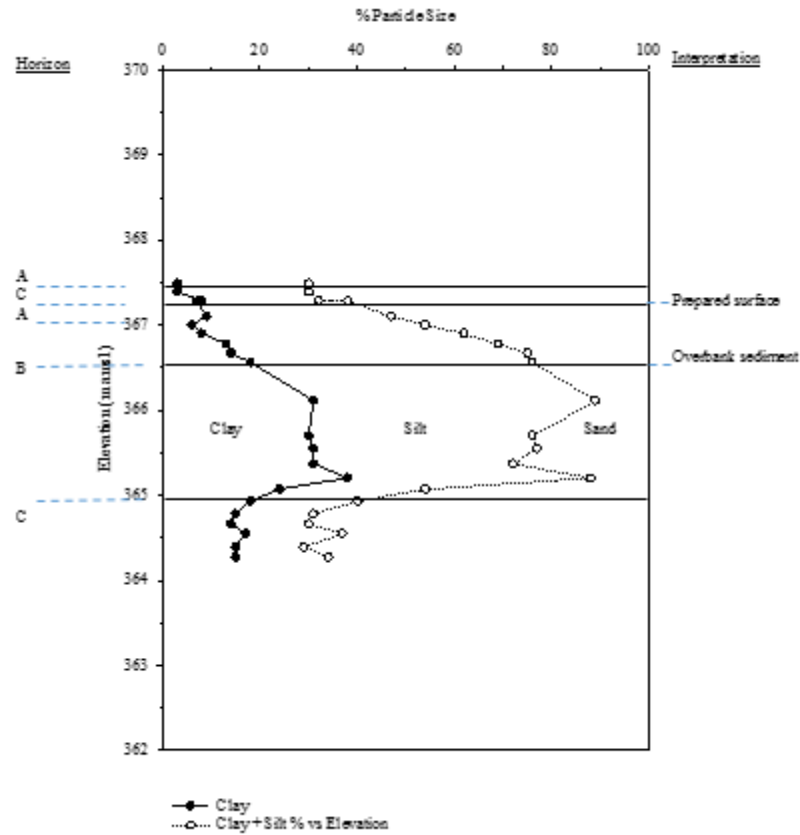 % Particle Size
0 20 40 60 80 100
Horizon
Interpretation
370
369
368
A
C
Prepared surface
A
367
Overbank sediment
B
366
Elevation (mamsl)
Clay Silt Sand
365
C
364
363
362
Clay
Clay + Silt % vs Elevation